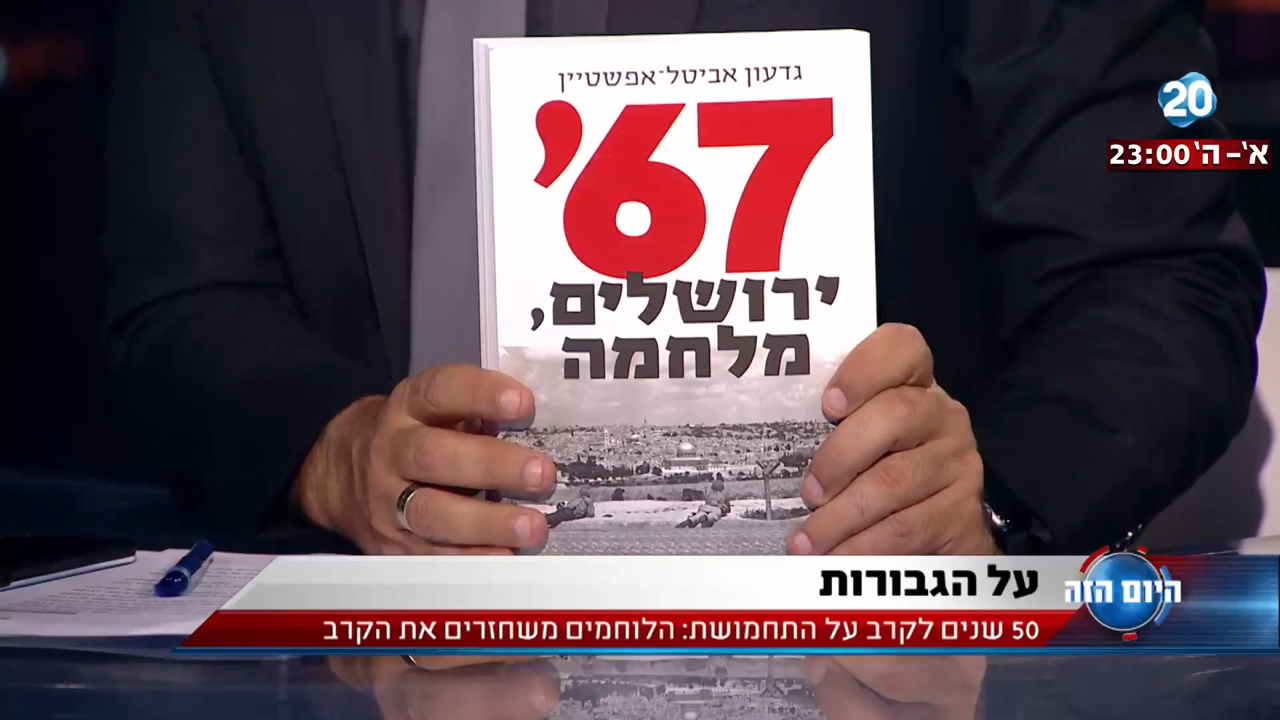 גדעון אביטל־אפשטיין
67'
ירושלים,
מלחמה
20
א'-ה' 23:00
על הגבורות
היום הזה
50 שנים לקרב על התחמושת: הלוחמים משחזרים את הקרב